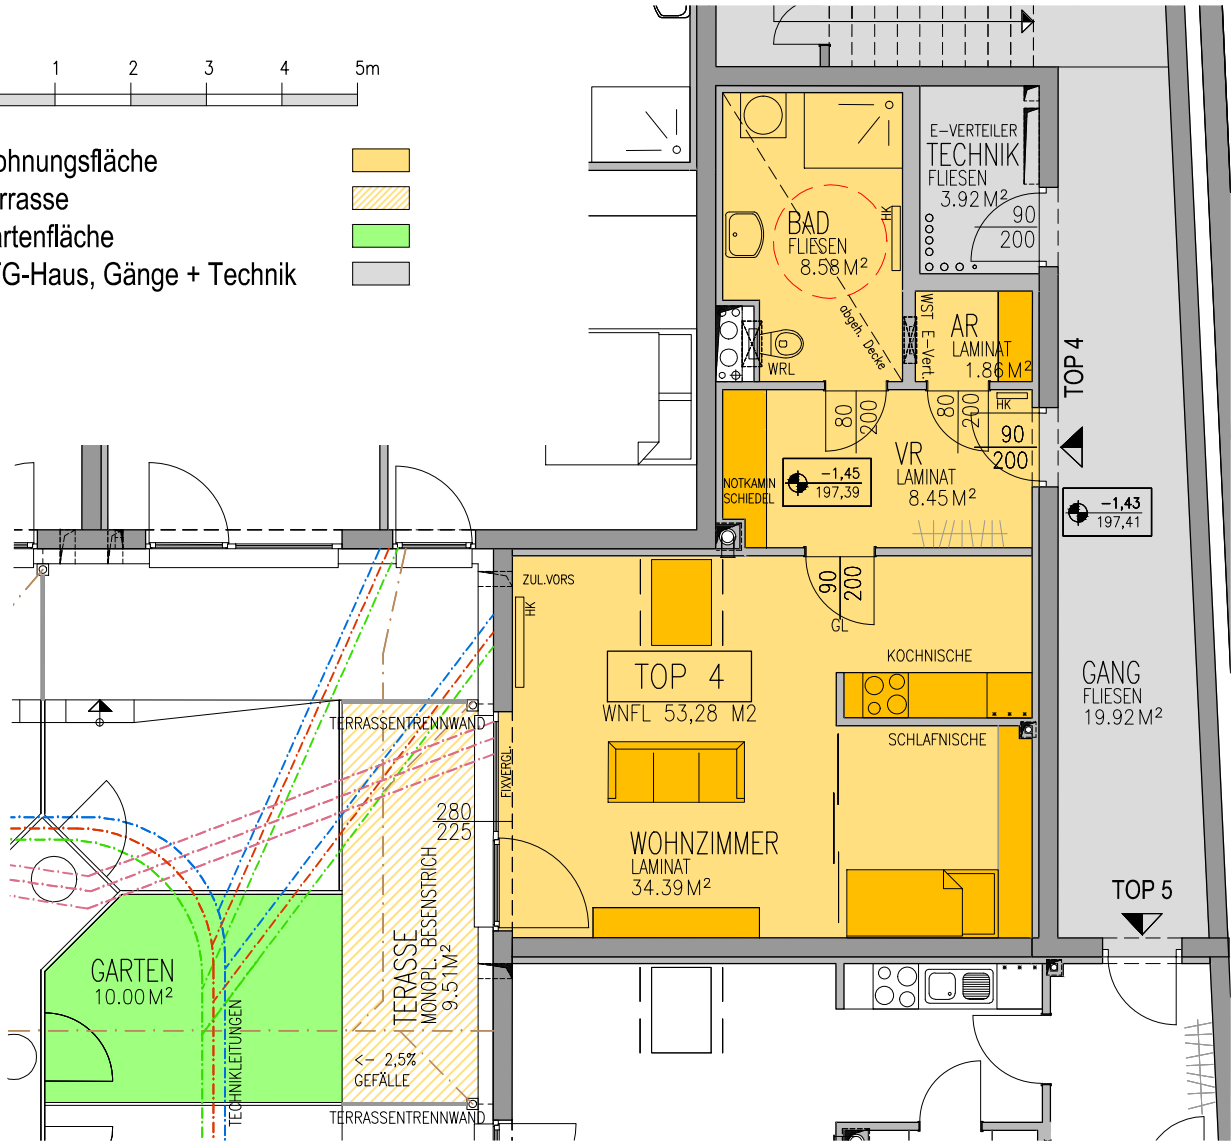 1 2 3 4 5m
ohnungsfläche
rrasse
artenfläche
G-Haus, Gänge + Technik
E-VERTEILER
TECHNIK
FLIESEN
3.92 M²
90
200
BAD
FLIESEN
8.58 M²
HK
abgeh. Decke
WRL
WST E-Vert.
AR
LAMINAT
1.86 M²
TOP 4
80
200
80
200
HK
90
200
VR
LAMINAT
8.45 M²
NOTKAMIN
SCHIEDEL
-1,45
197,39
-1,43
197,41
ZUL.VORS
HK
90
200
GL
TOP 4
WNFL 53,28 M2
KOCHNISCHE
SCHLAFNISCHE
GANG
FLIESEN
19.92 M²
TERRASSENTRENNWAND
FIXVERGL.
280
225
WOHNZIMMER
LAMINAT
34.39 M²
TOP 5
GARTEN
10.00 M²
TERASSE
MONOPL. BESENSTRICH
9.51 M²
TECHNIKLEITUNGEN
<- 2,5%
GEFÄLLE
TERRASSENTRENNWAND